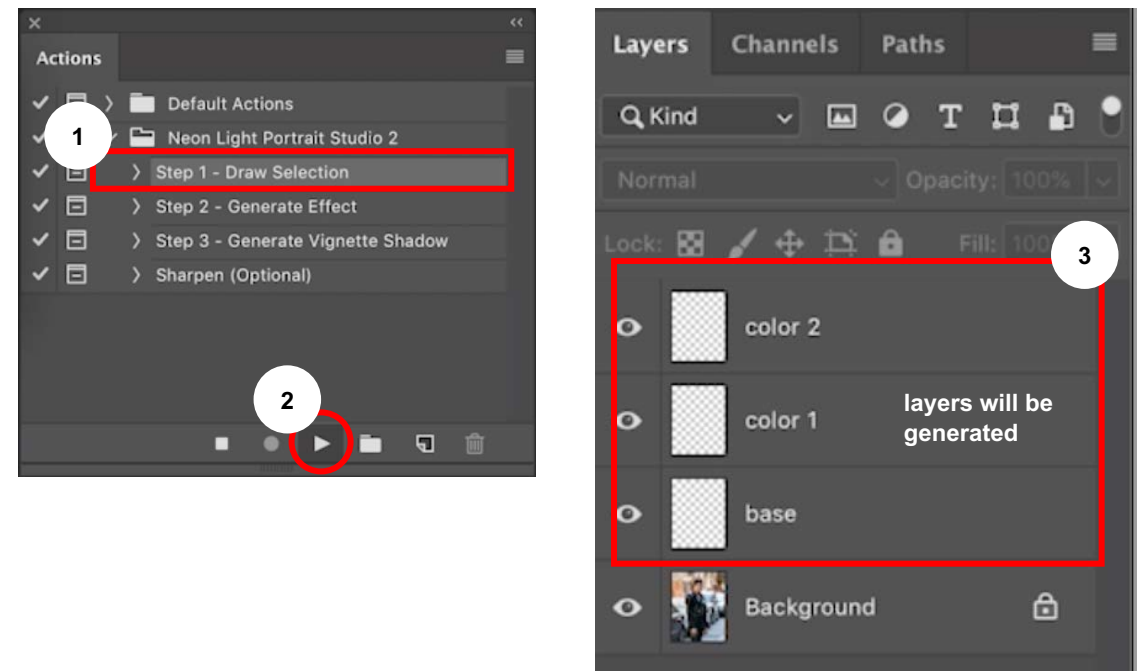 Actions
Default Actions
1
Neon Light Portrait Studio 2
Step 1 - Draw Selection
Step 2 - Generate Effect
Step 3 - Generate Vignette Shadow
Sharpen (Optional)
2
Layers Channels Paths
Kind
Normal Opacity: 100%
Lock: Fill: 100
3
color 2
color 1
layers will be
generated
base
Background